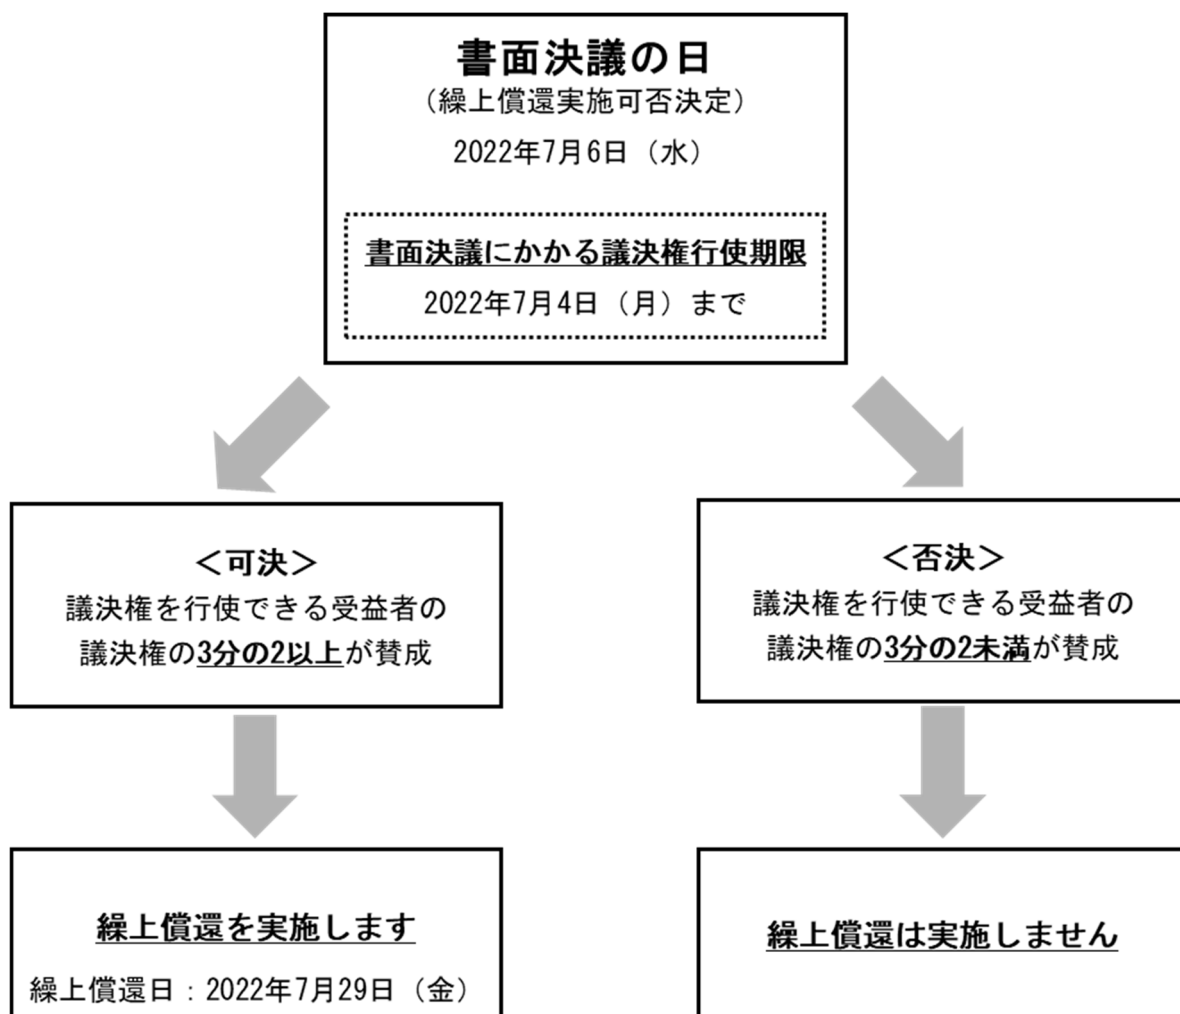 書面決議の日
（繰上償還実施可否決定）
2022年7月6日（水）
書面決議にかかる議決権行使期限
2022年7月4日（月）まで
＜可決＞
議決権を行使できる受益者の
議決権の3分の2以上が賛成
＜否決＞
議決権を行使できる受益者の
議決権の3分の2未満が賛成
繰上償還を実施します
繰上償還日：2022年7月29日（金）
繰上償還は実施しません